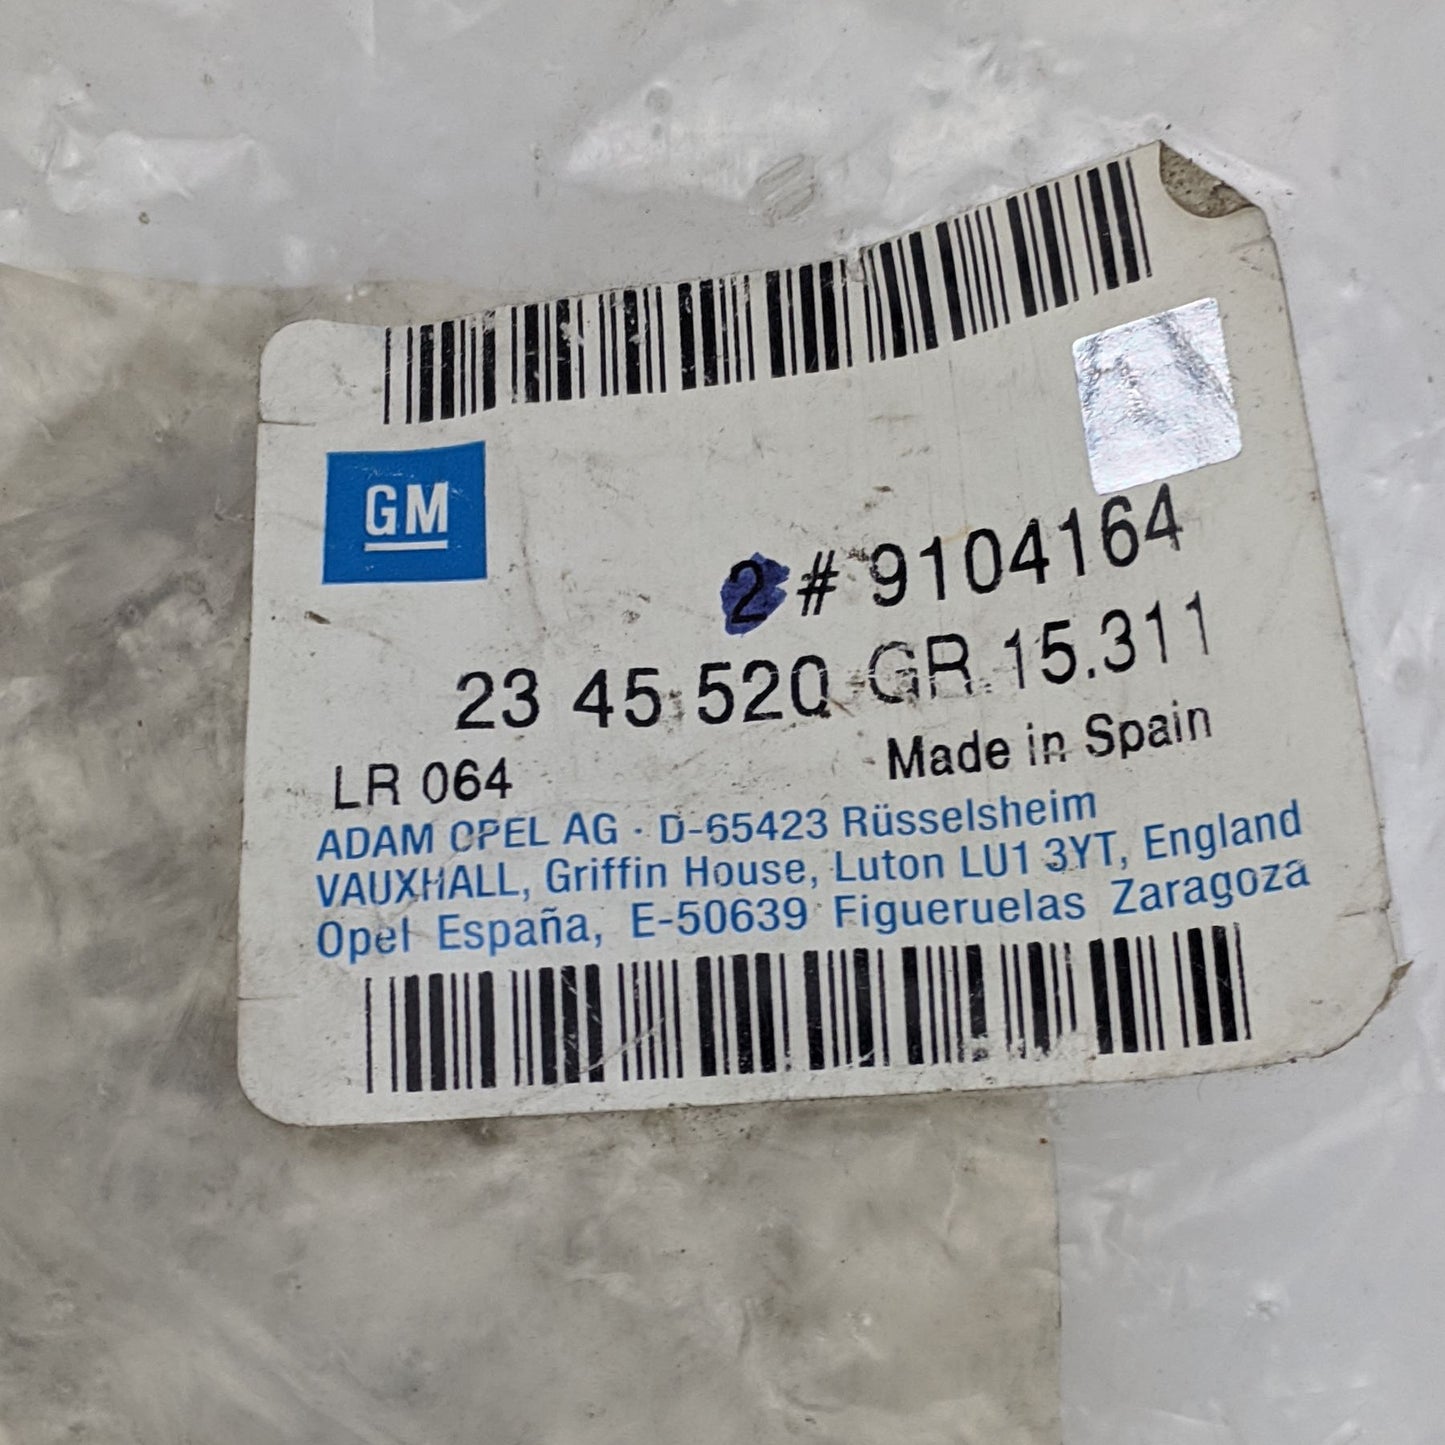 GM
2 # 9104164
23 45 520 GR.15.311
LR 064
Made in Spain
ADAM OPEL AG · D-65423 Rüsselsheim
VAUXHALL, Griffin House, Luton LU1 3YT, England
Opel España, E-50639 Figueruelas Zaragoza